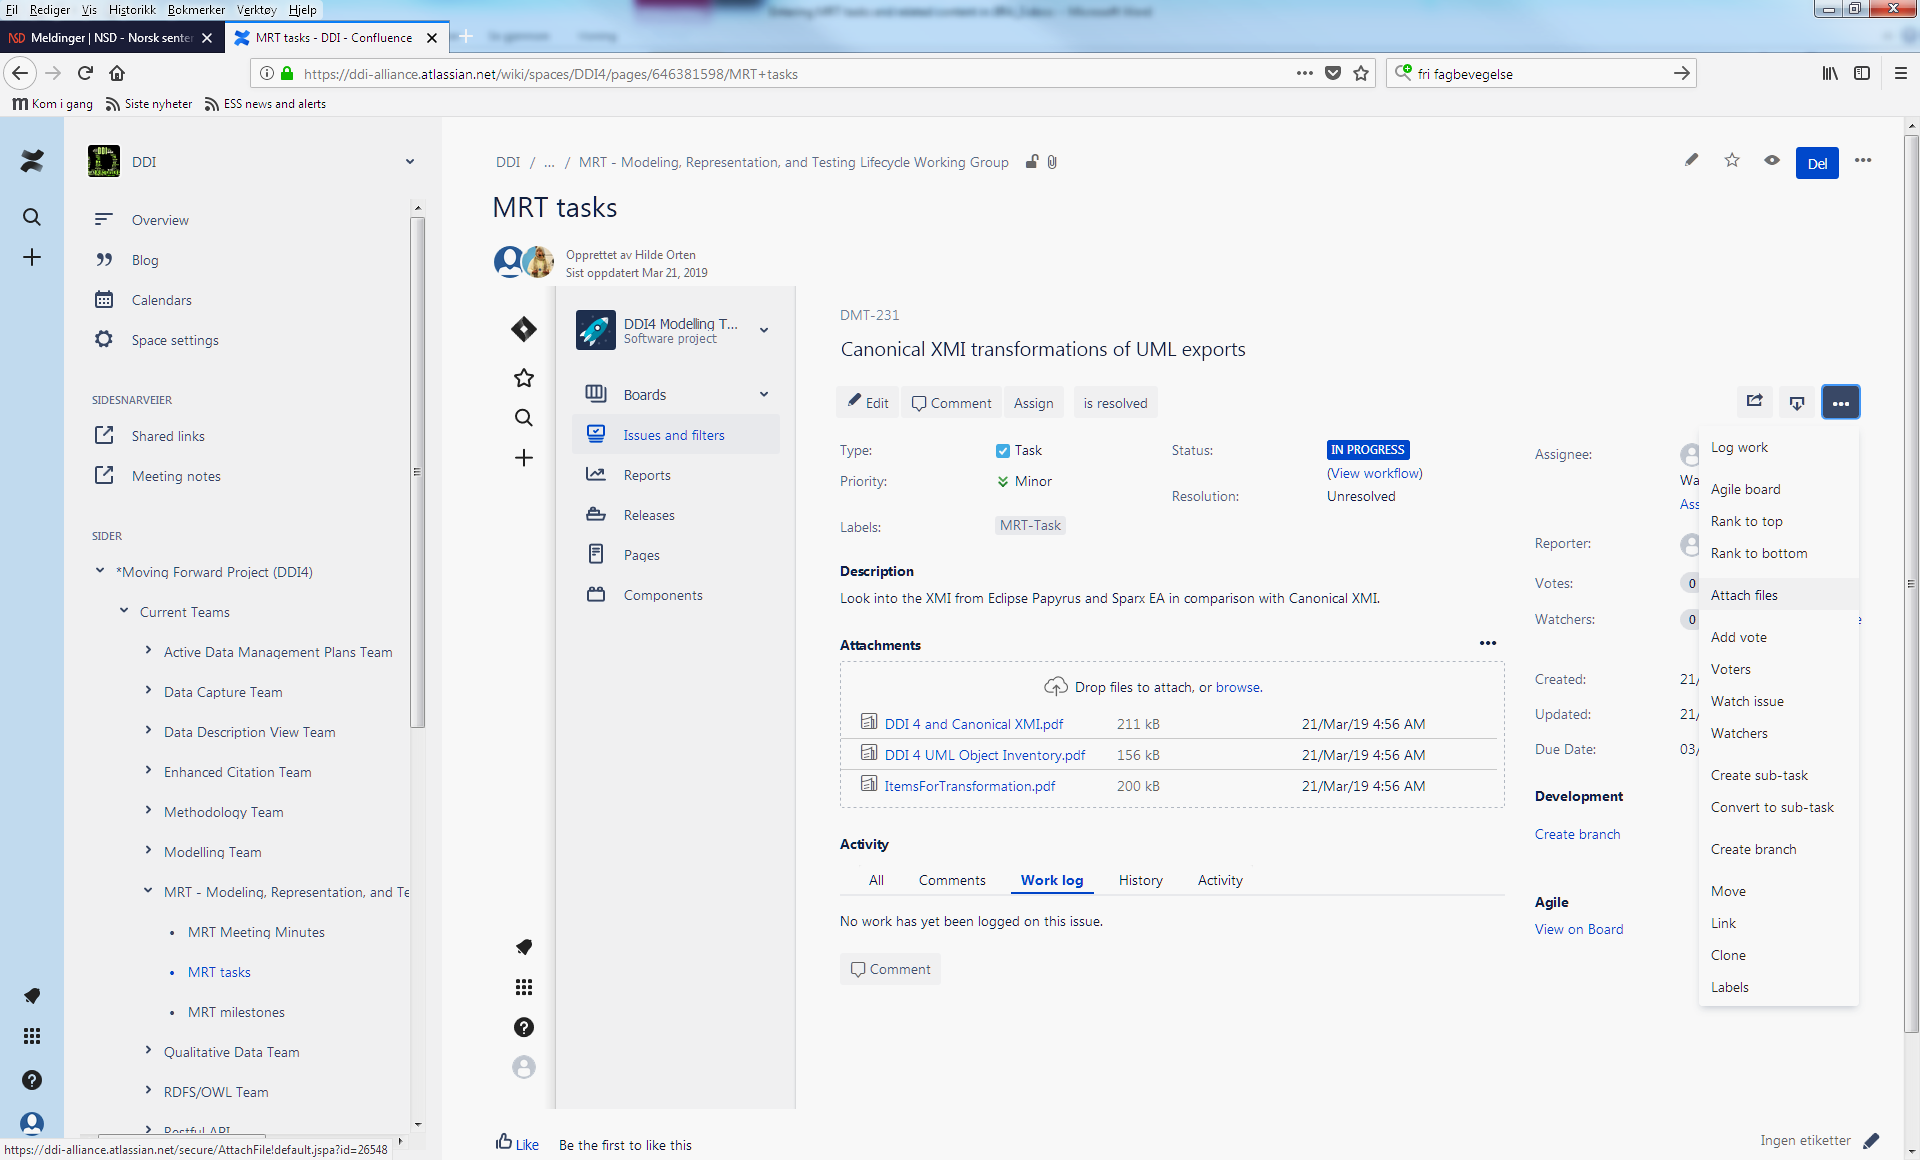 Fil Rediger Vis Historikk Bokmerker Verktøy Hjelp
NSD Meldinger | NSD - Norsk senter
MRT tasks - DDI - Confluence
https://ddi-alliance.atlassian.net/wiki/spaces/DDI4/pages/646381598/MRT+tasks
fri fagbevegelse
Kom i gang Siste nyheter ESS news and alerts
DDI
Overview
Blog
Calendars
Space settings
SIDESNARVEIER
Shared links
Meeting notes
SIDER
*Moving Forward Project (DDI4)
Current Teams
Active Data Management Plans Team
Data Capture Team
Data Description View Team
Enhanced Citation Team
Methodology Team
Modelling Team
MRT - Modeling, Representation, and Te
MRT Meeting Minutes
MRT tasks
MRT milestones
Qualitative Data Team
RDFS/OWL Team
Restful API
https://ddi-alliance.atlassian.net/secure/AttachFile!default.jspa?id=26548
DDI / ... / MRT - Modeling, Representation, and Testing Lifecycle Working Group
Del
MRT tasks
Opprettet av Hilde Orten
Sist oppdatert Mar 21, 2019
DDI4 Modelling T...
Software project
Boards
Issues and filters
Reports
Releases
Pages
Components
DMT-231
Canonical XMI transformations of UML exports
Edit Comment Assign is resolved
Type: Task
Priority: Minor
Labels: MRT-Task
Status: IN PROGRESS
(View workflow)
Resolution: Unresolved
Description
Look into the XMI from Eclipse Papyrus and Sparx EA in comparison with Canonical XMI.
Attachments
Drop files to attach, or browse.
DDI 4 and Canonical XMI.pdf 211 kB 21/Mar/19 4:56 AM
DDI 4 UML Object Inventory.pdf 156 kB 21/Mar/19 4:56 AM
ItemsForTransformation.pdf 200 kB 21/Mar/19 4:56 AM
Activity
All Comments Work log History Activity
No work has yet been logged on this issue.
Comment
Assignee:
Wa
Ass
Reporter:
Votes: 0
Watchers: 0
Created: 21/
Updated: 21/
Due Date: 03/
Development
Create branch
Agile
View on Board
Log work
Agile board
Rank to top
Rank to bottom
Attach files
Add vote
Voters
Watch issue
Watchers
Create sub-task
Convert to sub-task
Create branch
Move
Link
Clone
Labels
Like Be the first to like this
Ingen etiketter